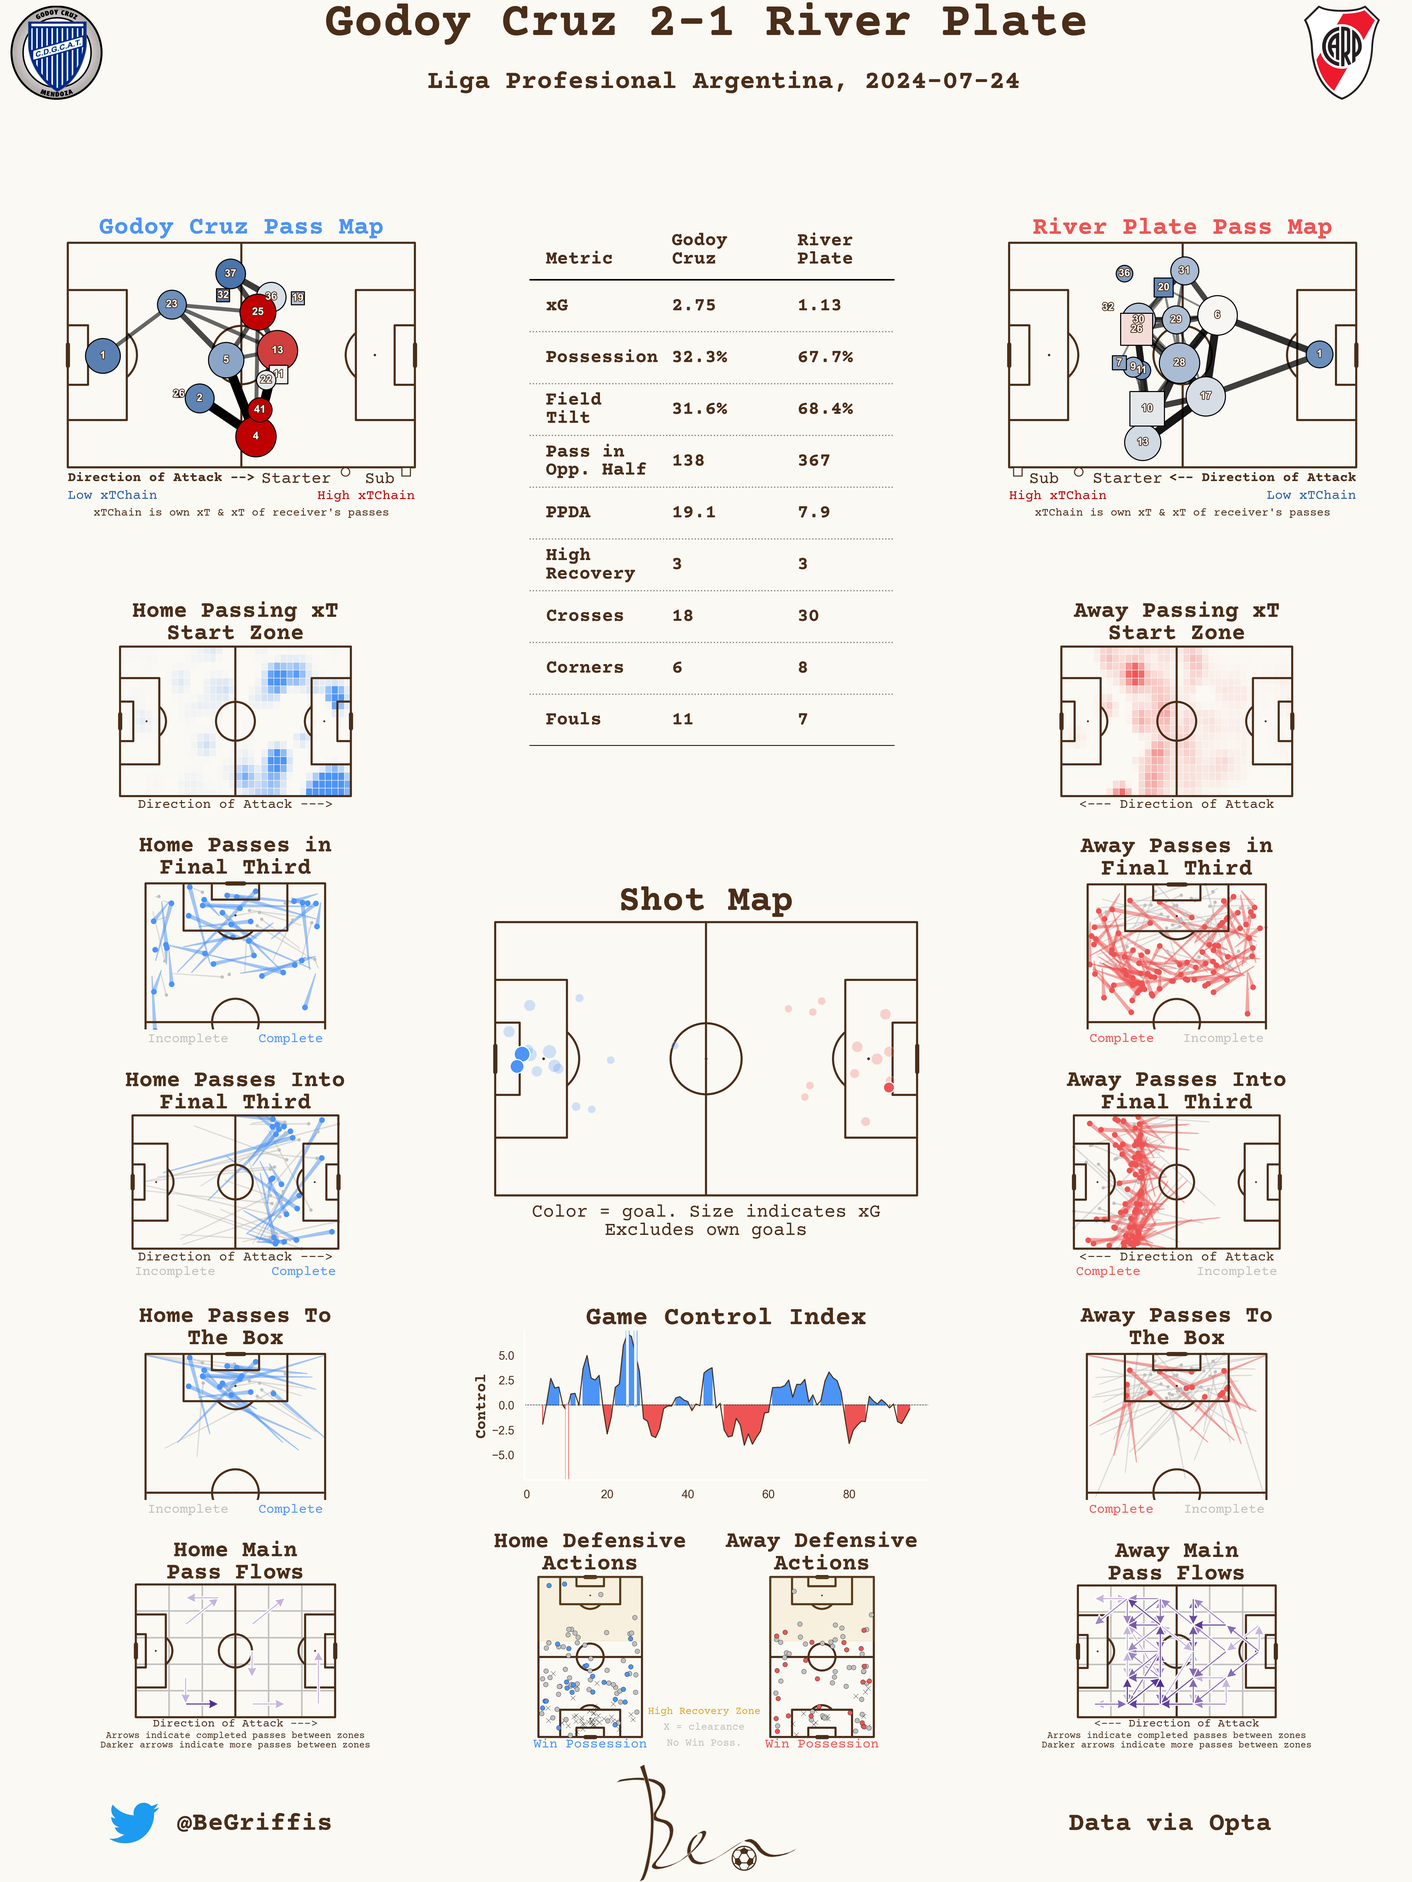 Godoy Cruz 2-1 River Plate
Liga Profesional Argentina, 2024-07-24
GODOY CRUZ
C.D.G.C.A.T.
MENDOZA
CARP
Godoy Cruz Pass Map
37
32
36
19
23
25
1
5
13
11
22
26
2
41
4
Direction of Attack --> Starter Sub
Low xTChain High xTChain
xTChain is own xT & xT of receiver's passes
Metric Godoy Cruz River Plate
xG 2.75 1.13
Possession 32.3% 67.7%
Field Tilt 31.6% 68.4%
Pass in Opp. Half 138 367
PPDA 19.1 7.9
High Recovery 3 3
Crosses 18 30
Corners 6 8
Fouls 11 7
River Plate Pass Map
36
31
20
32
30
29
6
26
1
7
9
11
28
10
17
13
Sub Starter <-- Direction of Attack
High xTChain Low xTChain
xTChain is own xT & xT of receiver's passes
Home Passing xT
Start Zone
Direction of Attack --->
Away Passing xT
Start Zone
<--- Direction of Attack
Home Passes in
Final Third
Incomplete Complete
Away Passes in
Final Third
Complete Incomplete
Shot Map
Color = goal. Size indicates xG
Excludes own goals
Home Passes Into
Final Third
Direction of Attack --->
Incomplete Complete
Away Passes Into
Final Third
<--- Direction of Attack
Complete Incomplete
Home Passes To
The Box
Incomplete Complete
Game Control Index
Control
5.0
2.5
0.0
−2.5
−5.0
0 20 40 60 80
Away Passes To
The Box
Complete Incomplete
Home Main
Pass Flows
Direction of Attack --->
Arrows indicate completed passes between zones
Darker arrows indicate more passes between zones
Home Defensive
Actions
Win Possession
High Recovery Zone
X = clearance
No Win Poss.
Away Defensive
Actions
Win Possession
Away Main
Pass Flows
<--- Direction of Attack
Arrows indicate completed passes between zones
Darker arrows indicate more passes between zones
@BeGriffis
Ben
Data via Opta